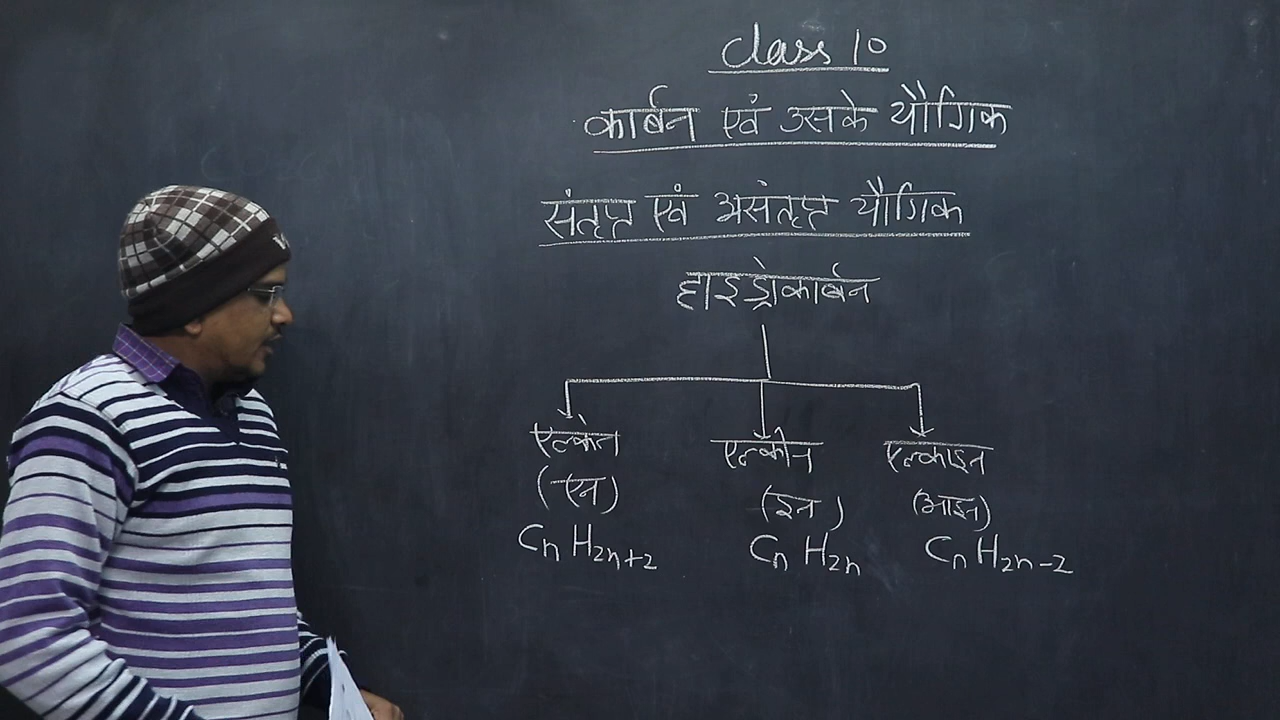 Class 10
कार्बन एवं उसके यौगिक
संतृप्त एवं असंतृप्त यौगिक
हाइड्रोकार्बन
एल्केन एल्कीन एल्काइन
(एन) (इन) (आइन)
CnH2n+2 CnH2n CnH2n-2